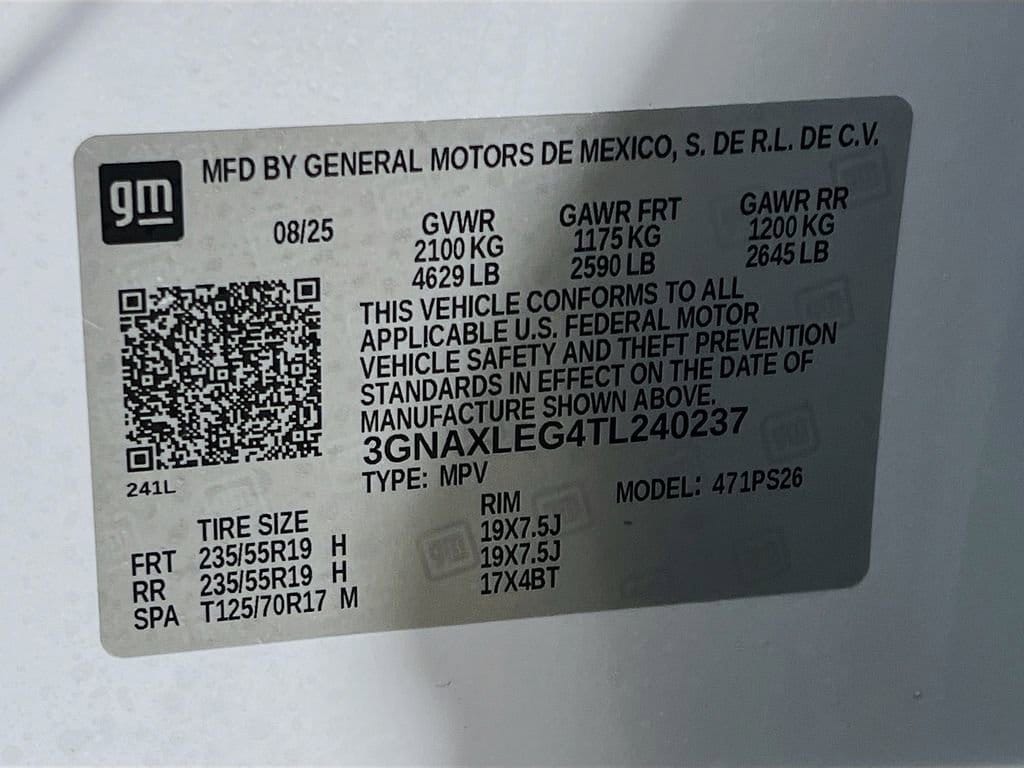 gm
MFD BY GENERAL MOTORS DE MEXICO, S. DE R.L. DE C.V.
08/25 GVWR GAWR FRT GAWR RR
2100 KG 1175 KG 1200 KG
4629 LB 2590 LB 2645 LB
THIS VEHICLE CONFORMS TO ALL
APPLICABLE U.S. FEDERAL MOTOR
VEHICLE SAFETY AND THEFT PREVENTION
STANDARDS IN EFFECT ON THE DATE OF
MANUFACTURE SHOWN ABOVE.
3GNAXLEG4TL240237
241L
TYPE: MPV MODEL: 471PS26
TIRE SIZE RIM
FRT 235/55R19 H 19X7.5J
RR 235/55R19 H 19X7.5J
SPA T125/70R17 M 17X4BT